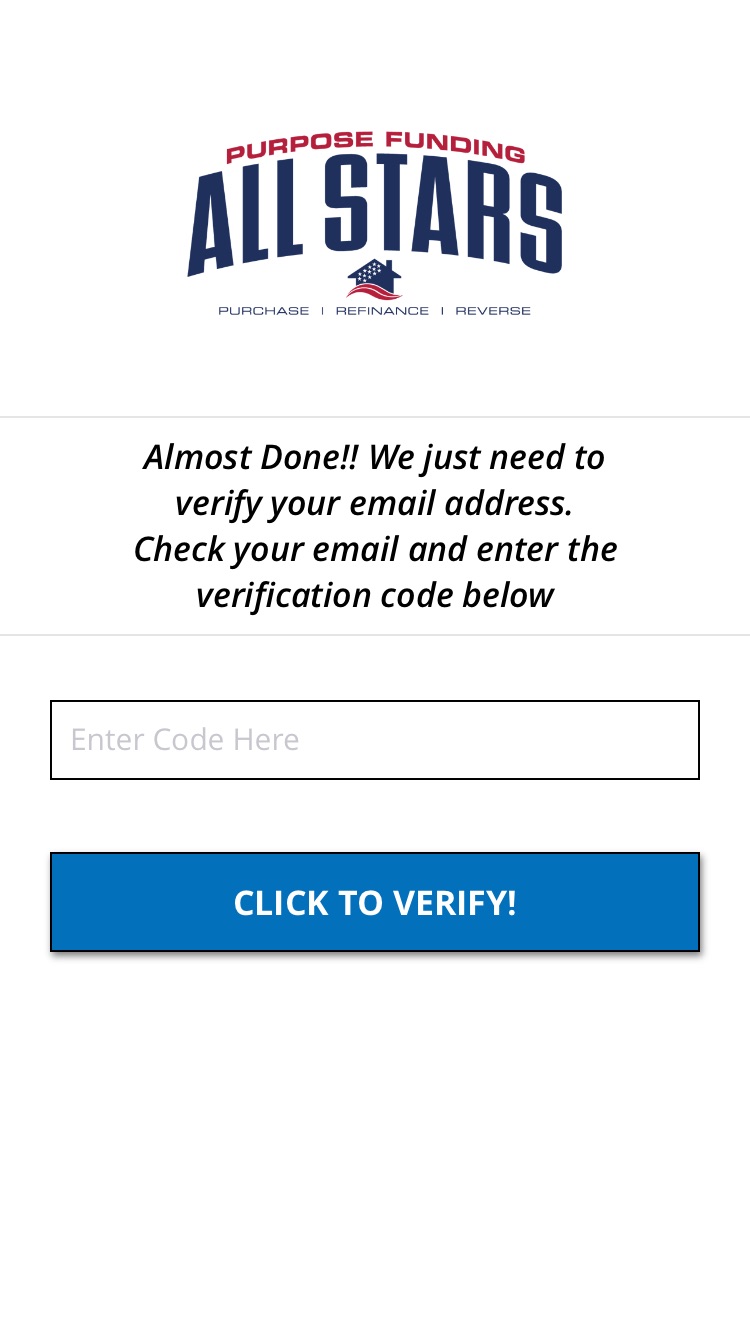 PURPOSE FUNDING
ALL STARS
PURCHASE | REFINANCE | REVERSE
Almost Done!! We just need to
verify your email address.
Check your email and enter the
verification code below
Enter Code Here
CLICK TO VERIFY!